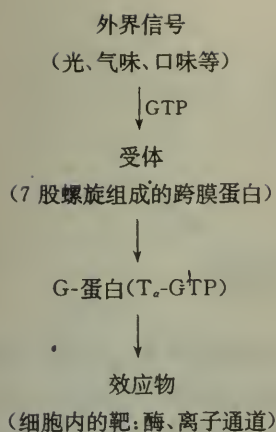 外界信号
(光、气味、口味等)
GTP
受体
(7股螺旋组成的跨膜蛋白)
G-蛋白(Tα-GTP)
效应物
(细胞内的靶:酶、离子通道)